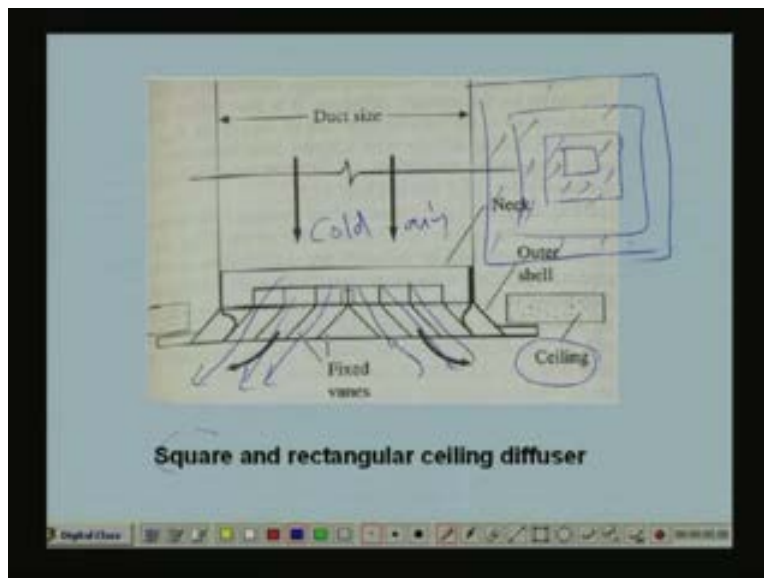 Duct size
Cold air
Neck
Outer
shell
Ceiling
Fixed
vanes
Square and rectangular ceiling diffuser
Digital Class